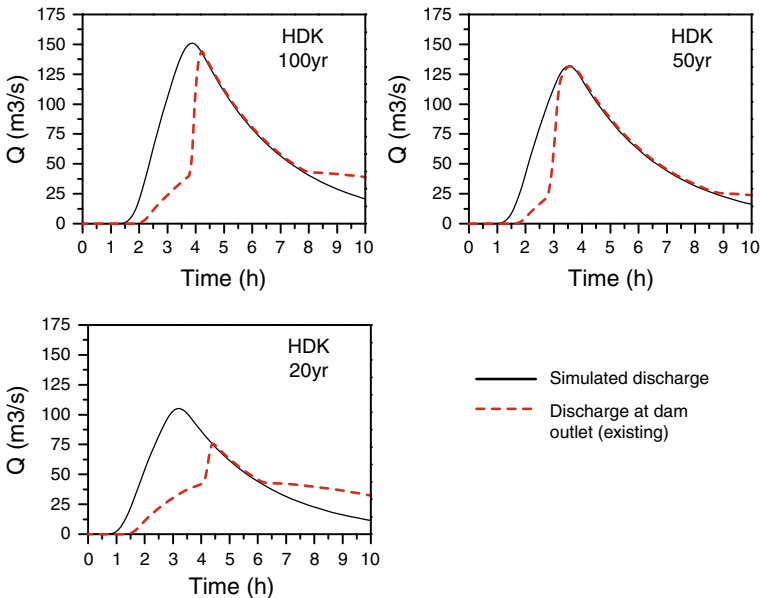 175
150
125
100
75
50
25
0
Q (m3/s)
HDK
100yr
0 1 2 3 4 5 6 7 8 9 10
Time (h)
175
150
125
100
75
50
25
0
Q (m3/s)
HDK
50yr
0 1 2 3 4 5 6 7 8 9 10
Time (h)
175
150
125
100
75
50
25
0
Q (m3/s)
HDK
20yr
0 1 2 3 4 5 6 7 8 9 10
Time (h)
Simulated discharge
Discharge at dam
outlet (existing)